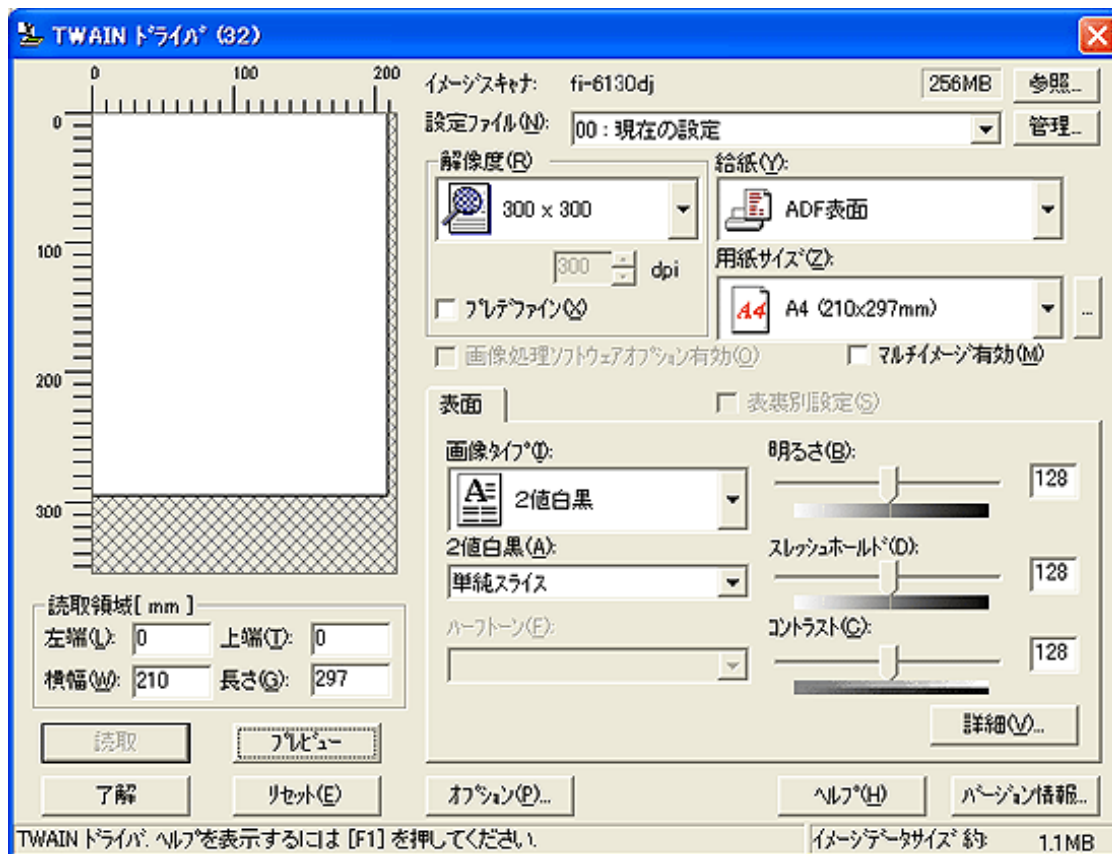 TWAIN ﾄﾞﾗｲﾊﾞ (32)
0 100 200
0
100
200
300
ｲﾒｰｼﾞｽｷｬﾅ: fi-6130dj 256MB 参照...
設定ﾌｧｲﾙ(N): 00 : 現在の設定 管理...
解像度(R) 給紙(Y):
300 x 300 ADF表面
300 dpi 用紙ｻｲｽﾞ(Z):
ﾌﾟﾚﾃﾞﾌｧｲﾝ(X) A4 A4 (210x297mm) ...
画像処理ｿﾌﾄｳｪｱｵﾌﾟｼｮﾝ有効(O) ﾏﾙﾁｲﾒｰｼﾞ有効(M)
表面 表裏別設定(S)
画像ﾀｲﾌﾟ(I): 明るさ(B):
A 2値白黒 128
2値白黒(A): ｽﾚｯｼｭﾎｰﾙﾄﾞ(D):
単純ｽﾗｲｽ 128
ﾊｰﾌﾄｰﾝ(F): ｺﾝﾄﾗｽﾄ(C):
128
詳細(V)...
読取領域[ mm ]
左端(L): 0 上端(T): 0
横幅(W): 210 長さ(G): 297
読取 ﾌﾟﾚﾋﾞｭｰ
了解 ﾘｾｯﾄ(E) ｵﾌﾟｼｮﾝ(P)... ﾍﾙﾌﾟ(H) ﾊﾞｰｼﾞｮﾝ情報...
TWAIN ﾄﾞﾗｲﾊﾞ. ﾍﾙﾌﾟを表示するには [F1] を押してください. ｲﾒｰｼﾞﾃﾞｰﾀｻｲｽﾞ 約: 1.1MB